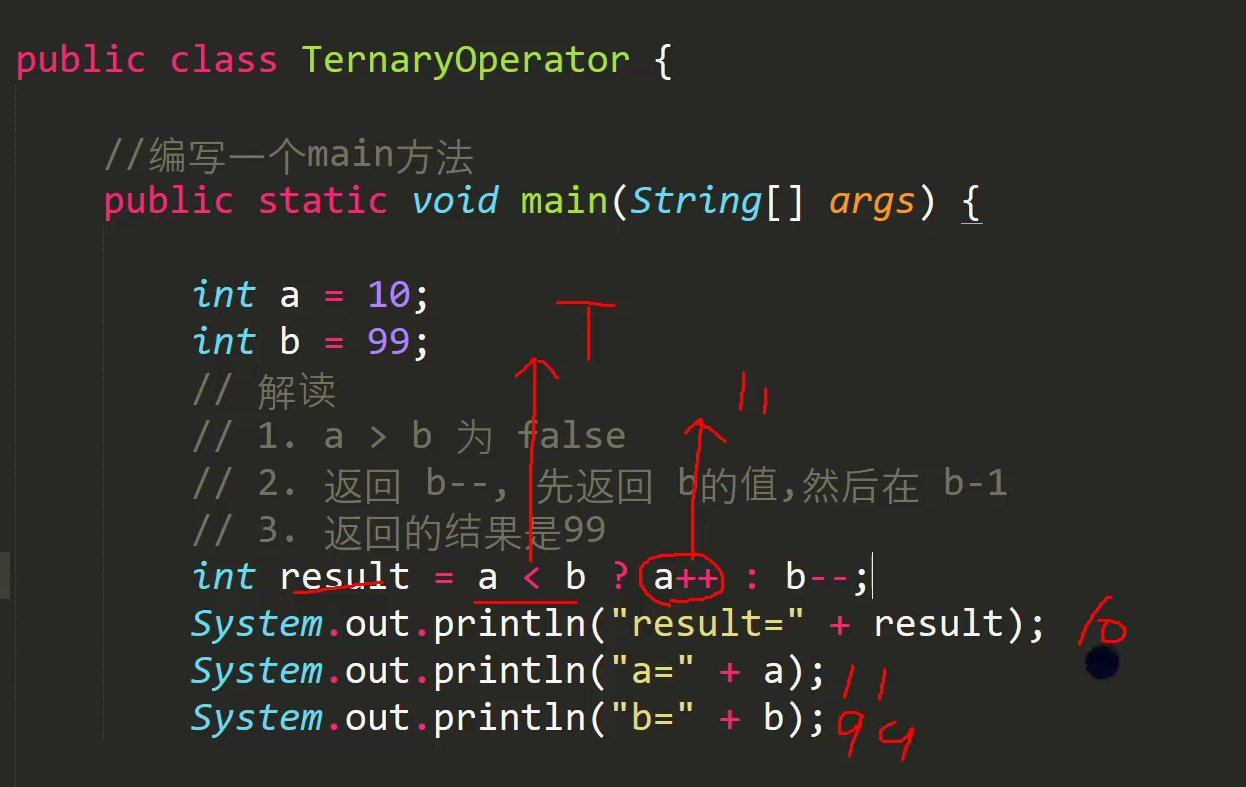 public class TernaryOperator {
//编写一个main方法
public static void main(String[] args) {
int a = 10;
int b = 99;
T
11
// 解读
// 1. a > b 为 false
// 2. 返回 b--, 先返回 b的值,然后在 b-1
// 3. 返回的结果是99
int result = a < b ? a++ : b--;
System.out.println("result=" + result); 10
System.out.println("a=" + a); 11
System.out.println("b=" + b); 99